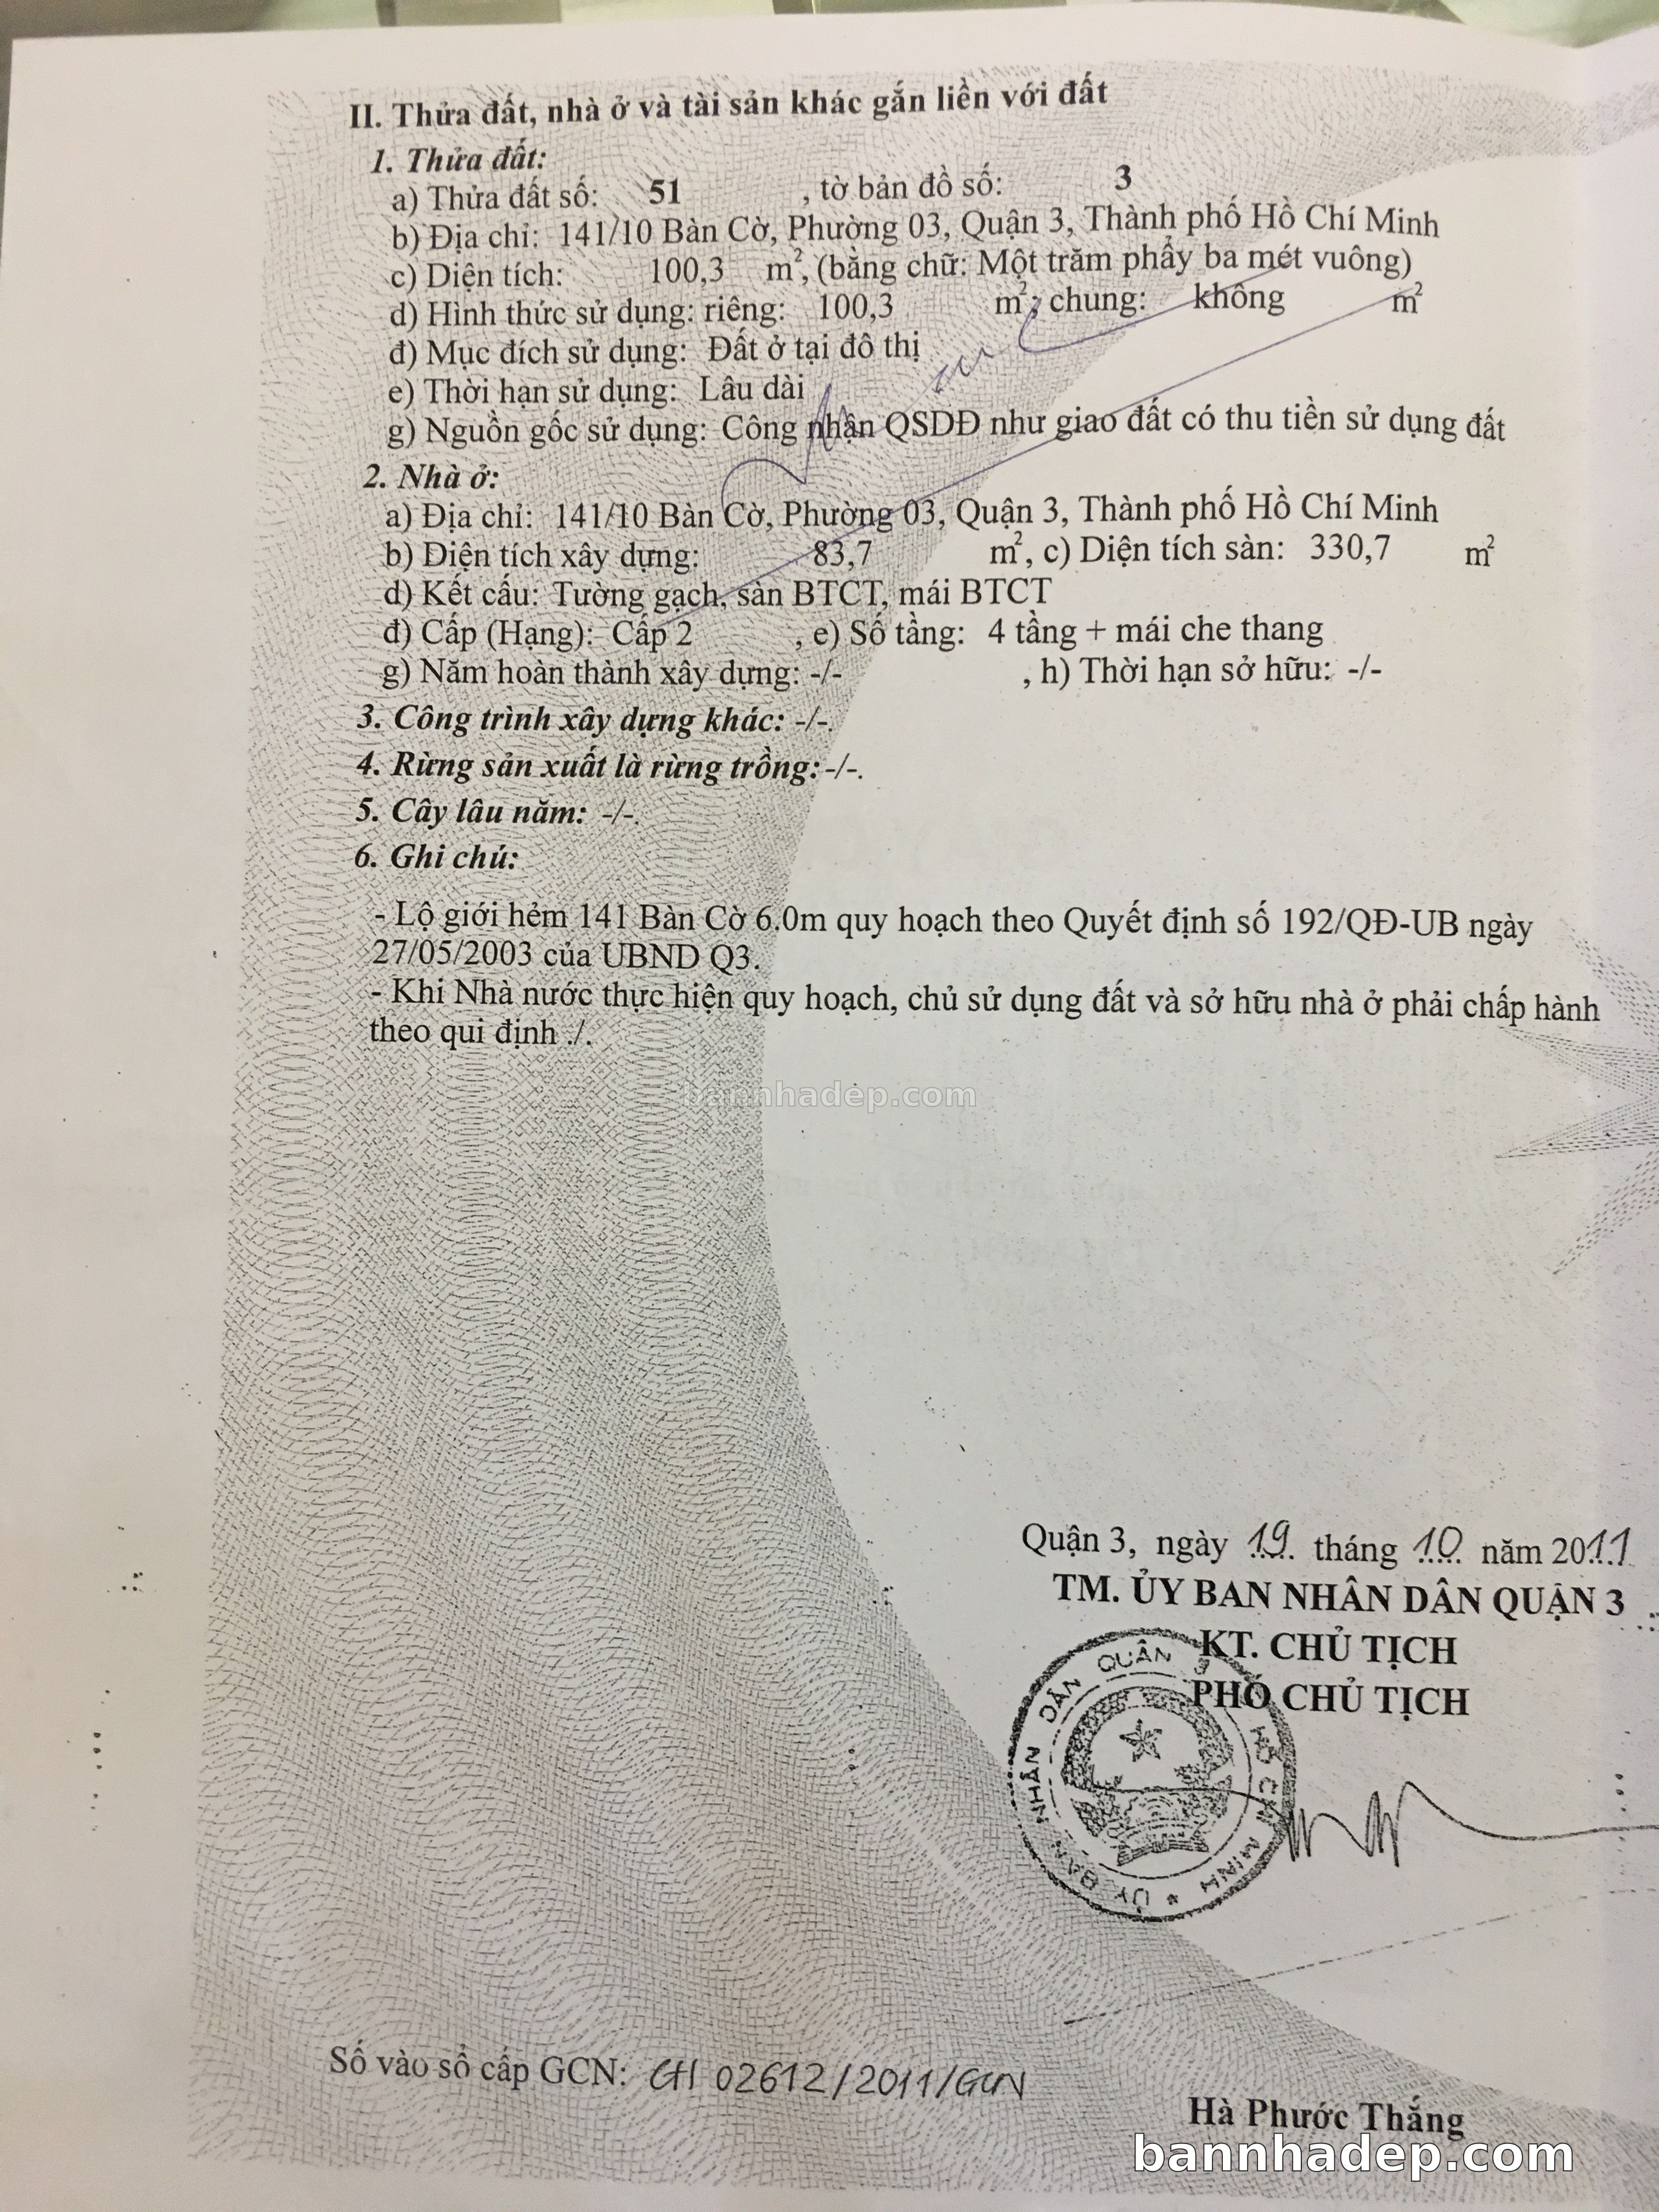 II. Thửa đất, nhà ở và tài sản khác gắn liền với đất
1. Thửa đất:
a) Thửa đất số: 51 , tờ bản đồ số: 3
b) Địa chỉ: 141/10 Bàn Cờ, Phường 03, Quận 3, Thành phố Hồ Chí Minh
c) Diện tích: 100,3 m², (bằng chữ: Một trăm phẩy ba mét vuông)
d) Hình thức sử dụng: riêng: 100,3 m²; chung: không m²
đ) Mục đích sử dụng: Đất ở tại đô thị
e) Thời hạn sử dụng: Lâu dài
g) Nguồn gốc sử dụng: Công nhận QSDĐ như giao đất có thu tiền sử dụng đất
2. Nhà ở:
a) Địa chỉ: 141/10 Bàn Cờ, Phường 03, Quận 3, Thành phố Hồ Chí Minh
b) Diện tích xây dựng: 83,7 m², c) Diện tích sàn: 330,7 m²
d) Kết cấu: Tường gạch, sàn BTCT, mái BTCT
đ) Cấp (Hạng): Cấp 2 , e) Số tầng: 4 tầng + mái che thang
g) Năm hoàn thành xây dựng: -/- , h) Thời hạn sở hữu: -/-
3. Công trình xây dựng khác: -/-.
4. Rừng sản xuất là rừng trồng: -/-.
5. Cây lâu năm: -/-.
6. Ghi chú:
- Lộ giới hẻm 141 Bàn Cờ 6.0m quy hoạch theo Quyết định số 192/QĐ-UB ngày
27/05/2003 của UBND Q3.
- Khi Nhà nước thực hiện quy hoạch, chủ sử dụng đất và sở hữu nhà ở phải chấp hành
theo qui định ./.
bannhadep.com
Quận 3, ngày 19 tháng 10 năm 2011
TM. ỦY BAN NHÂN DÂN QUẬN 3
KT. CHỦ TỊCH
PHÓ CHỦ TỊCH
ỦY BAN NHÂN DÂN QUẬN 3 HỒ CHÍ MINH
Số vào sổ cấp GCN: CH 02612/2011/GCN
Hà Phước Thắng
bannhadep.com